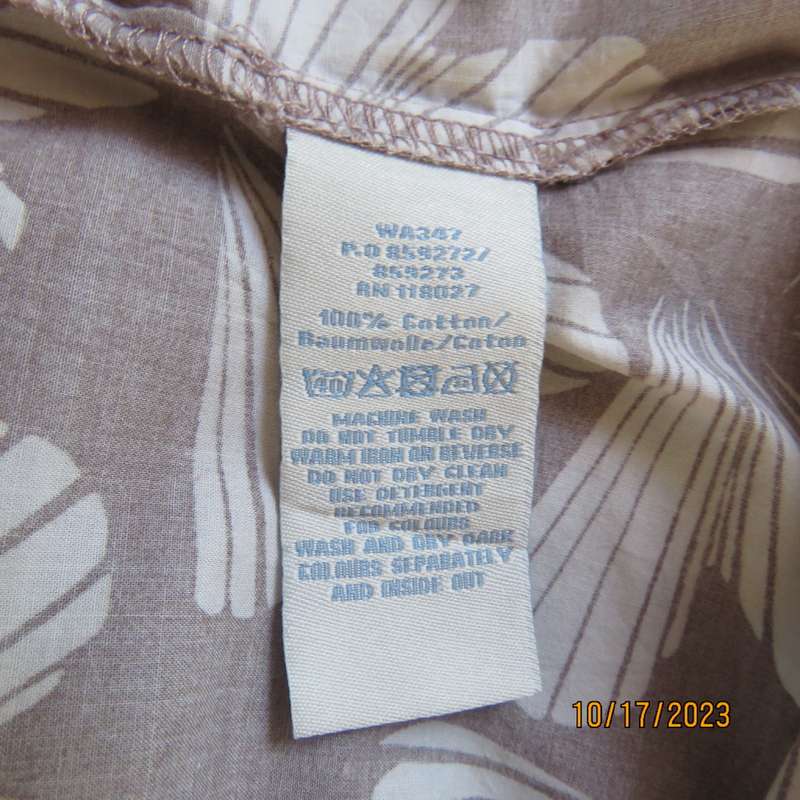 WA347
P.O 859272/
859273
RN 118027
100% Cotton/
Baumwolle/Coton
40
MACHINE WASH
DO NOT TUMBLE DRY
WARM IRON ON REVERSE
DO NOT DRY CLEAN
USE DETERGENT
RECOMMENDED
FOR COLOURS
WASH AND DRY DARK
COLOURS SEPARATELY
AND INSIDE OUT
10/17/2023